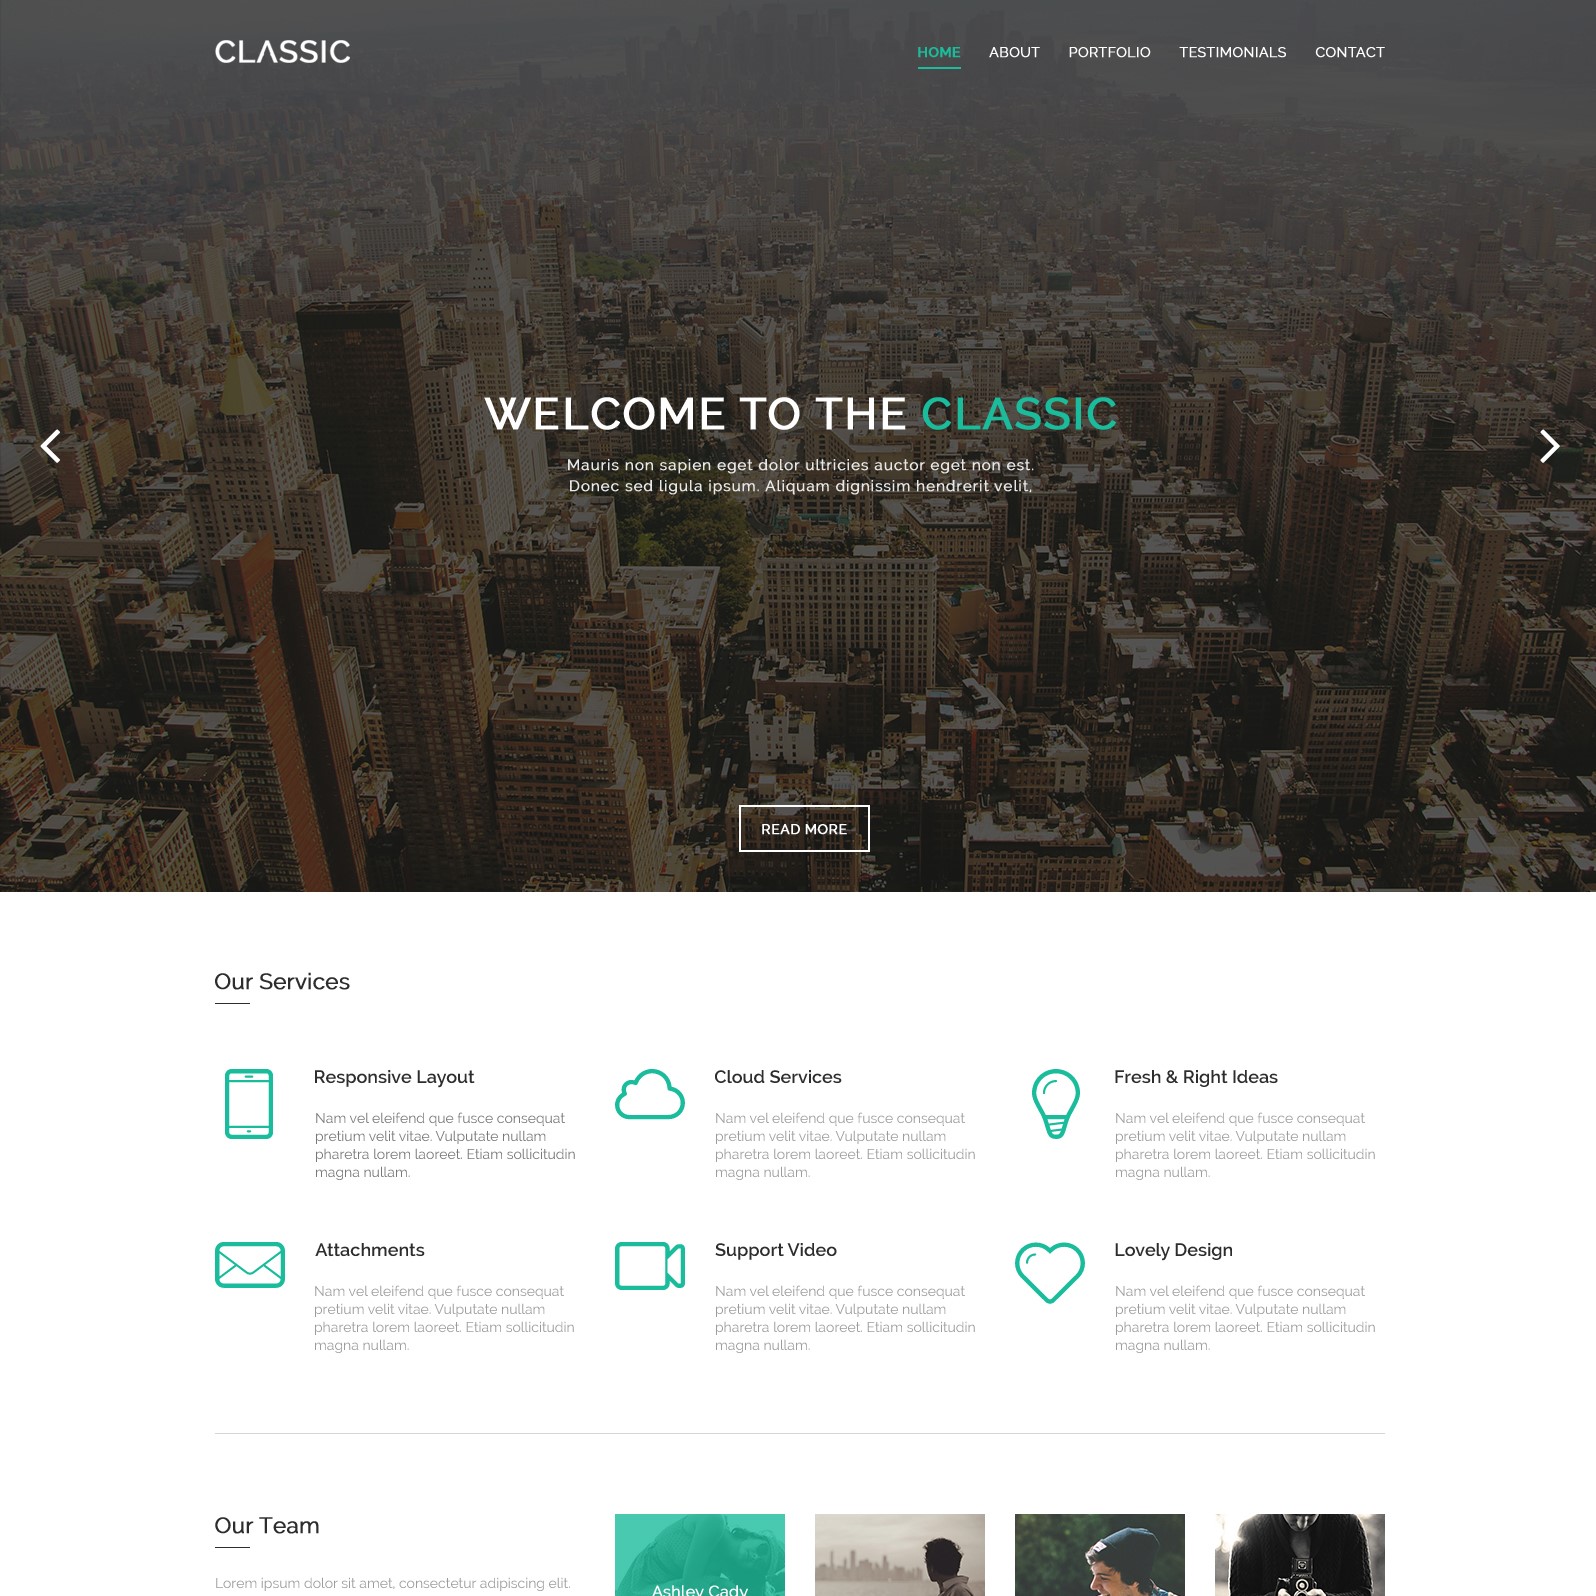 CLASSIC
HOME ABOUT PORTFOLIO TESTIMONIALS CONTACT
WELCOME TO THE CLASSIC
Mauris non sapien eget dolor ultricies auctor eget non est.
Donec sed ligula ipsum. Aliquam dignissim hendrerit velit,
READ MORE
Our Services
Responsive Layout
Nam vel eleifend que fusce consequat
pretium velit vitae. Vulputate nullam
pharetra lorem laoreet. Etiam sollicitudin
magna nullam.
Cloud Services
Nam vel eleifend que fusce consequat
pretium velit vitae. Vulputate nullam
pharetra lorem laoreet. Etiam sollicitudin
magna nullam.
Fresh & Right Ideas
Nam vel eleifend que fusce consequat
pretium velit vitae. Vulputate nullam
pharetra lorem laoreet. Etiam sollicitudin
magna nullam.
Attachments
Nam vel eleifend que fusce consequat
pretium velit vitae. Vulputate nullam
pharetra lorem laoreet. Etiam sollicitudin
magna nullam.
Support Video
Nam vel eleifend que fusce consequat
pretium velit vitae. Vulputate nullam
pharetra lorem laoreet. Etiam sollicitudin
magna nullam.
Lovely Design
Nam vel eleifend que fusce consequat
pretium velit vitae. Vulputate nullam
pharetra lorem laoreet. Etiam sollicitudin
magna nullam.
Our Team
Lorem ipsum dolor sit amet, consectetur adipiscing elit.
Ashley Cady